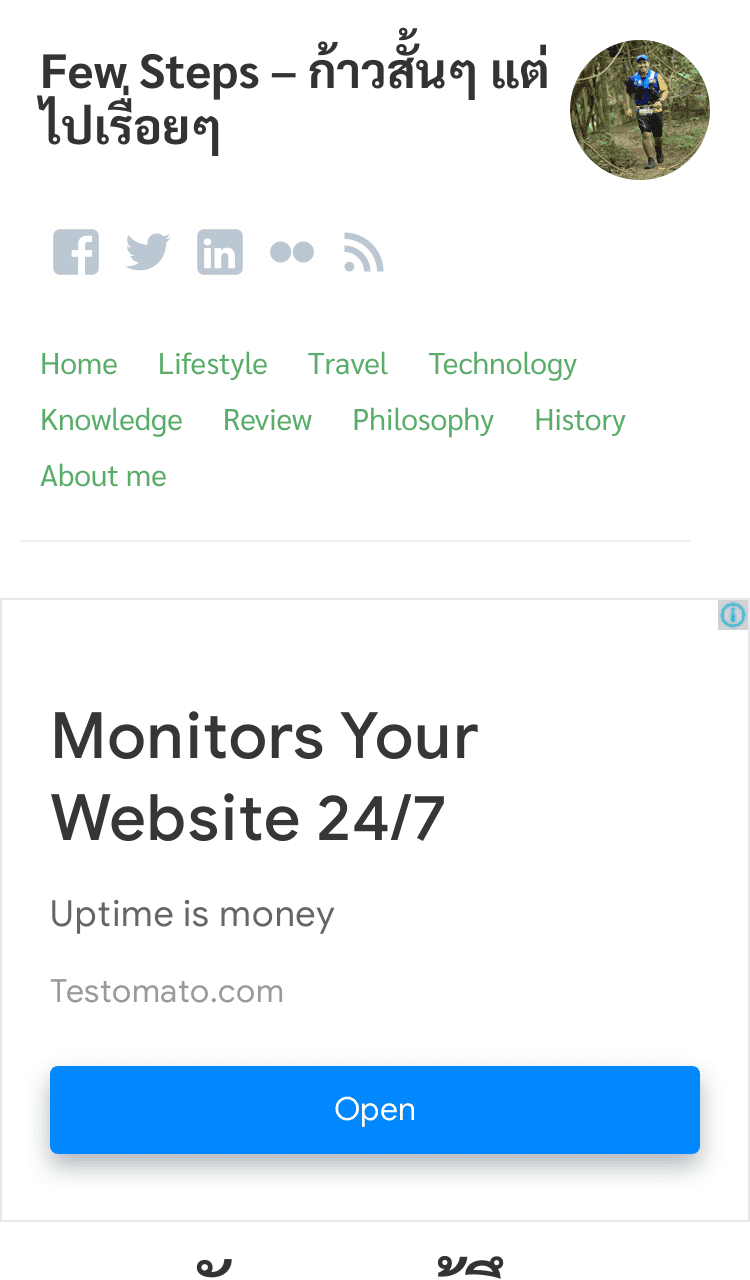 Few Steps – ก้าวสั้นๆ แต่
ไปเรื่อยๆ
Home Lifestyle Travel Technology
Knowledge Review Philosophy History
About me
Monitors Your
Website 24/7
Uptime is money
Testomato.com
Open